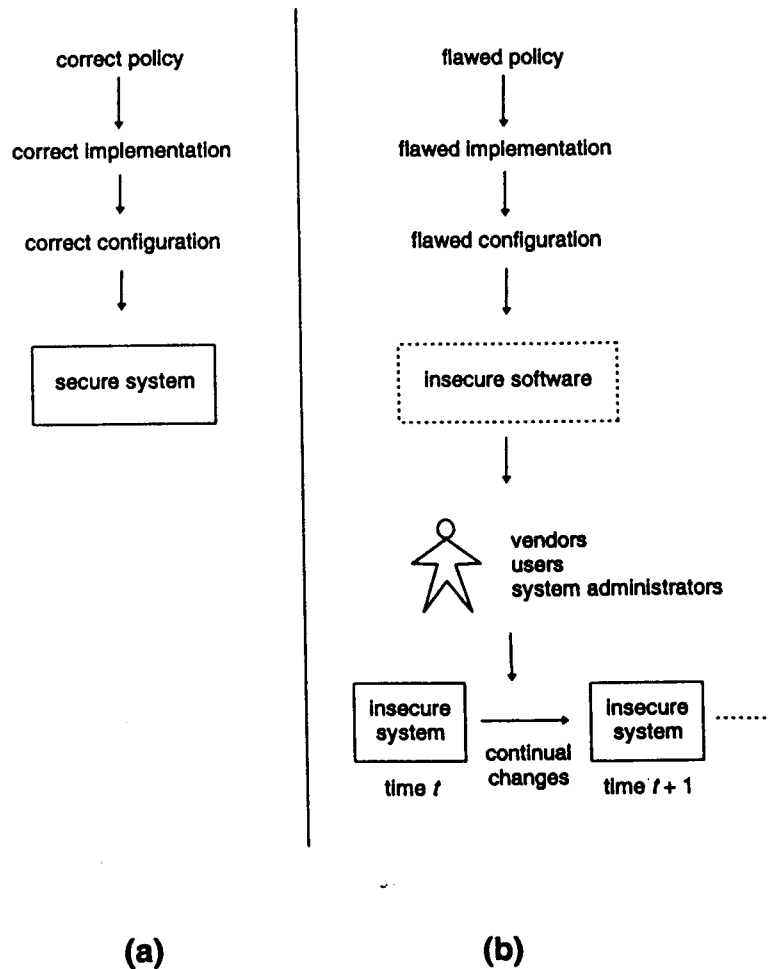 correct policy
correct implementation
correct configuration
secure system
(a)
flawed policy
flawed implementation
flawed configuration
insecure software
vendors
users
system administrators
insecure
system
time t
continual
changes
insecure
system
time t + 1
(b)